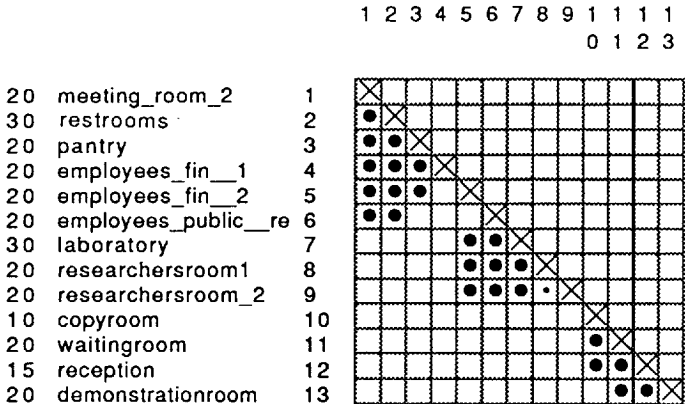 1 2 3 4 5 6 7 8 9 1 1 1 1
0 1 2 3
20 meeting_room_2 1
30 restrooms 2
20 pantry 3
20 employees_fin__1 4
20 employees_fin__2 5
20 employees_public__re 6
30 laboratory 7
20 researchersroom1 8
20 researchersroom_2 9
10 copyroom 10
20 waitingroom 11
15 reception 12
20 demonstrationroom 13